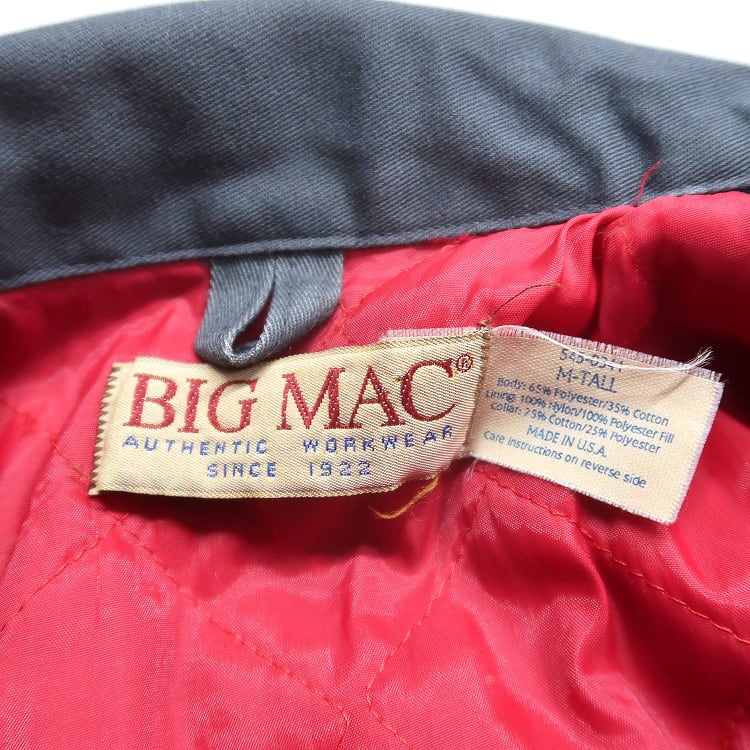 BIG MAC®
AUTHENTIC WORKWEAR
SINCE 1922
M-TALL
Body: 65% Polyester/35% Cotton
Lining: 100% Nylon/100% Polyester Fill
Collar: 75% Cotton/25% Polyester
MADE IN U.S.A.
Care instructions on reverse side